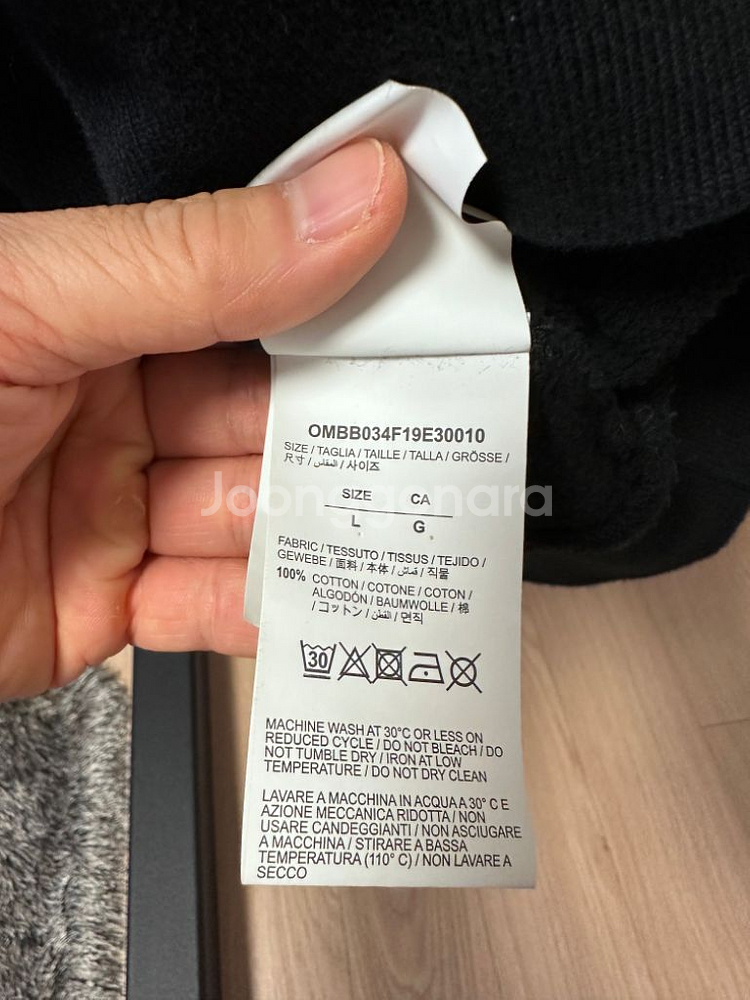 OMBB034F19E30010
SIZE / TAGLIA / TAILLE / TALLA / GRÖSSE /
尺寸 / المقاس / 사이즈
SIZE CA
L G
Joonggonara
FABRIC / TESSUTO / TISSUS / TEJIDO /
GEWEBE / 面料 / 本体 / قماش / 직물
100% COTTON / COTONE / COTON /
ALGODÓN / BAUMWOLLE / 棉
/ コットン / القطن / 면직
30
MACHINE WASH AT 30°C OR LESS ON
REDUCED CYCLE / DO NOT BLEACH / DO
NOT TUMBLE DRY / IRON AT LOW
TEMPERATURE / DO NOT DRY CLEAN
LAVARE A MACCHINA IN ACQUA A 30° C E
AZIONE MECCANICA RIDOTTA / NON
USARE CANDEGGIANTI / NON ASCIUGARE
A MACCHINA / STIRARE A BASSA
TEMPERATURA (110° C) / NON LAVARE A
SECCO